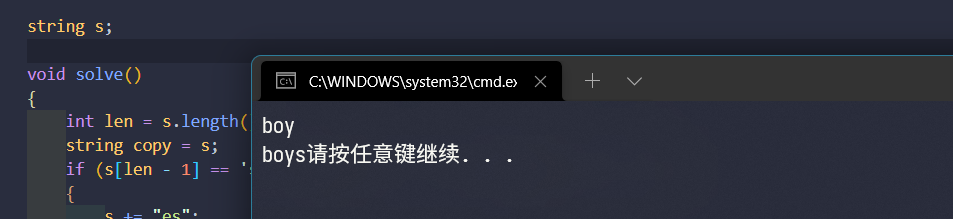 string s;
void solve()
{
int len = s.length(
string copy = s;
if (s[len - 1] == '
{
s += "es";
C:\WINDOWS\system32\cmd.ex
boy
boys请按任意键继续. . .